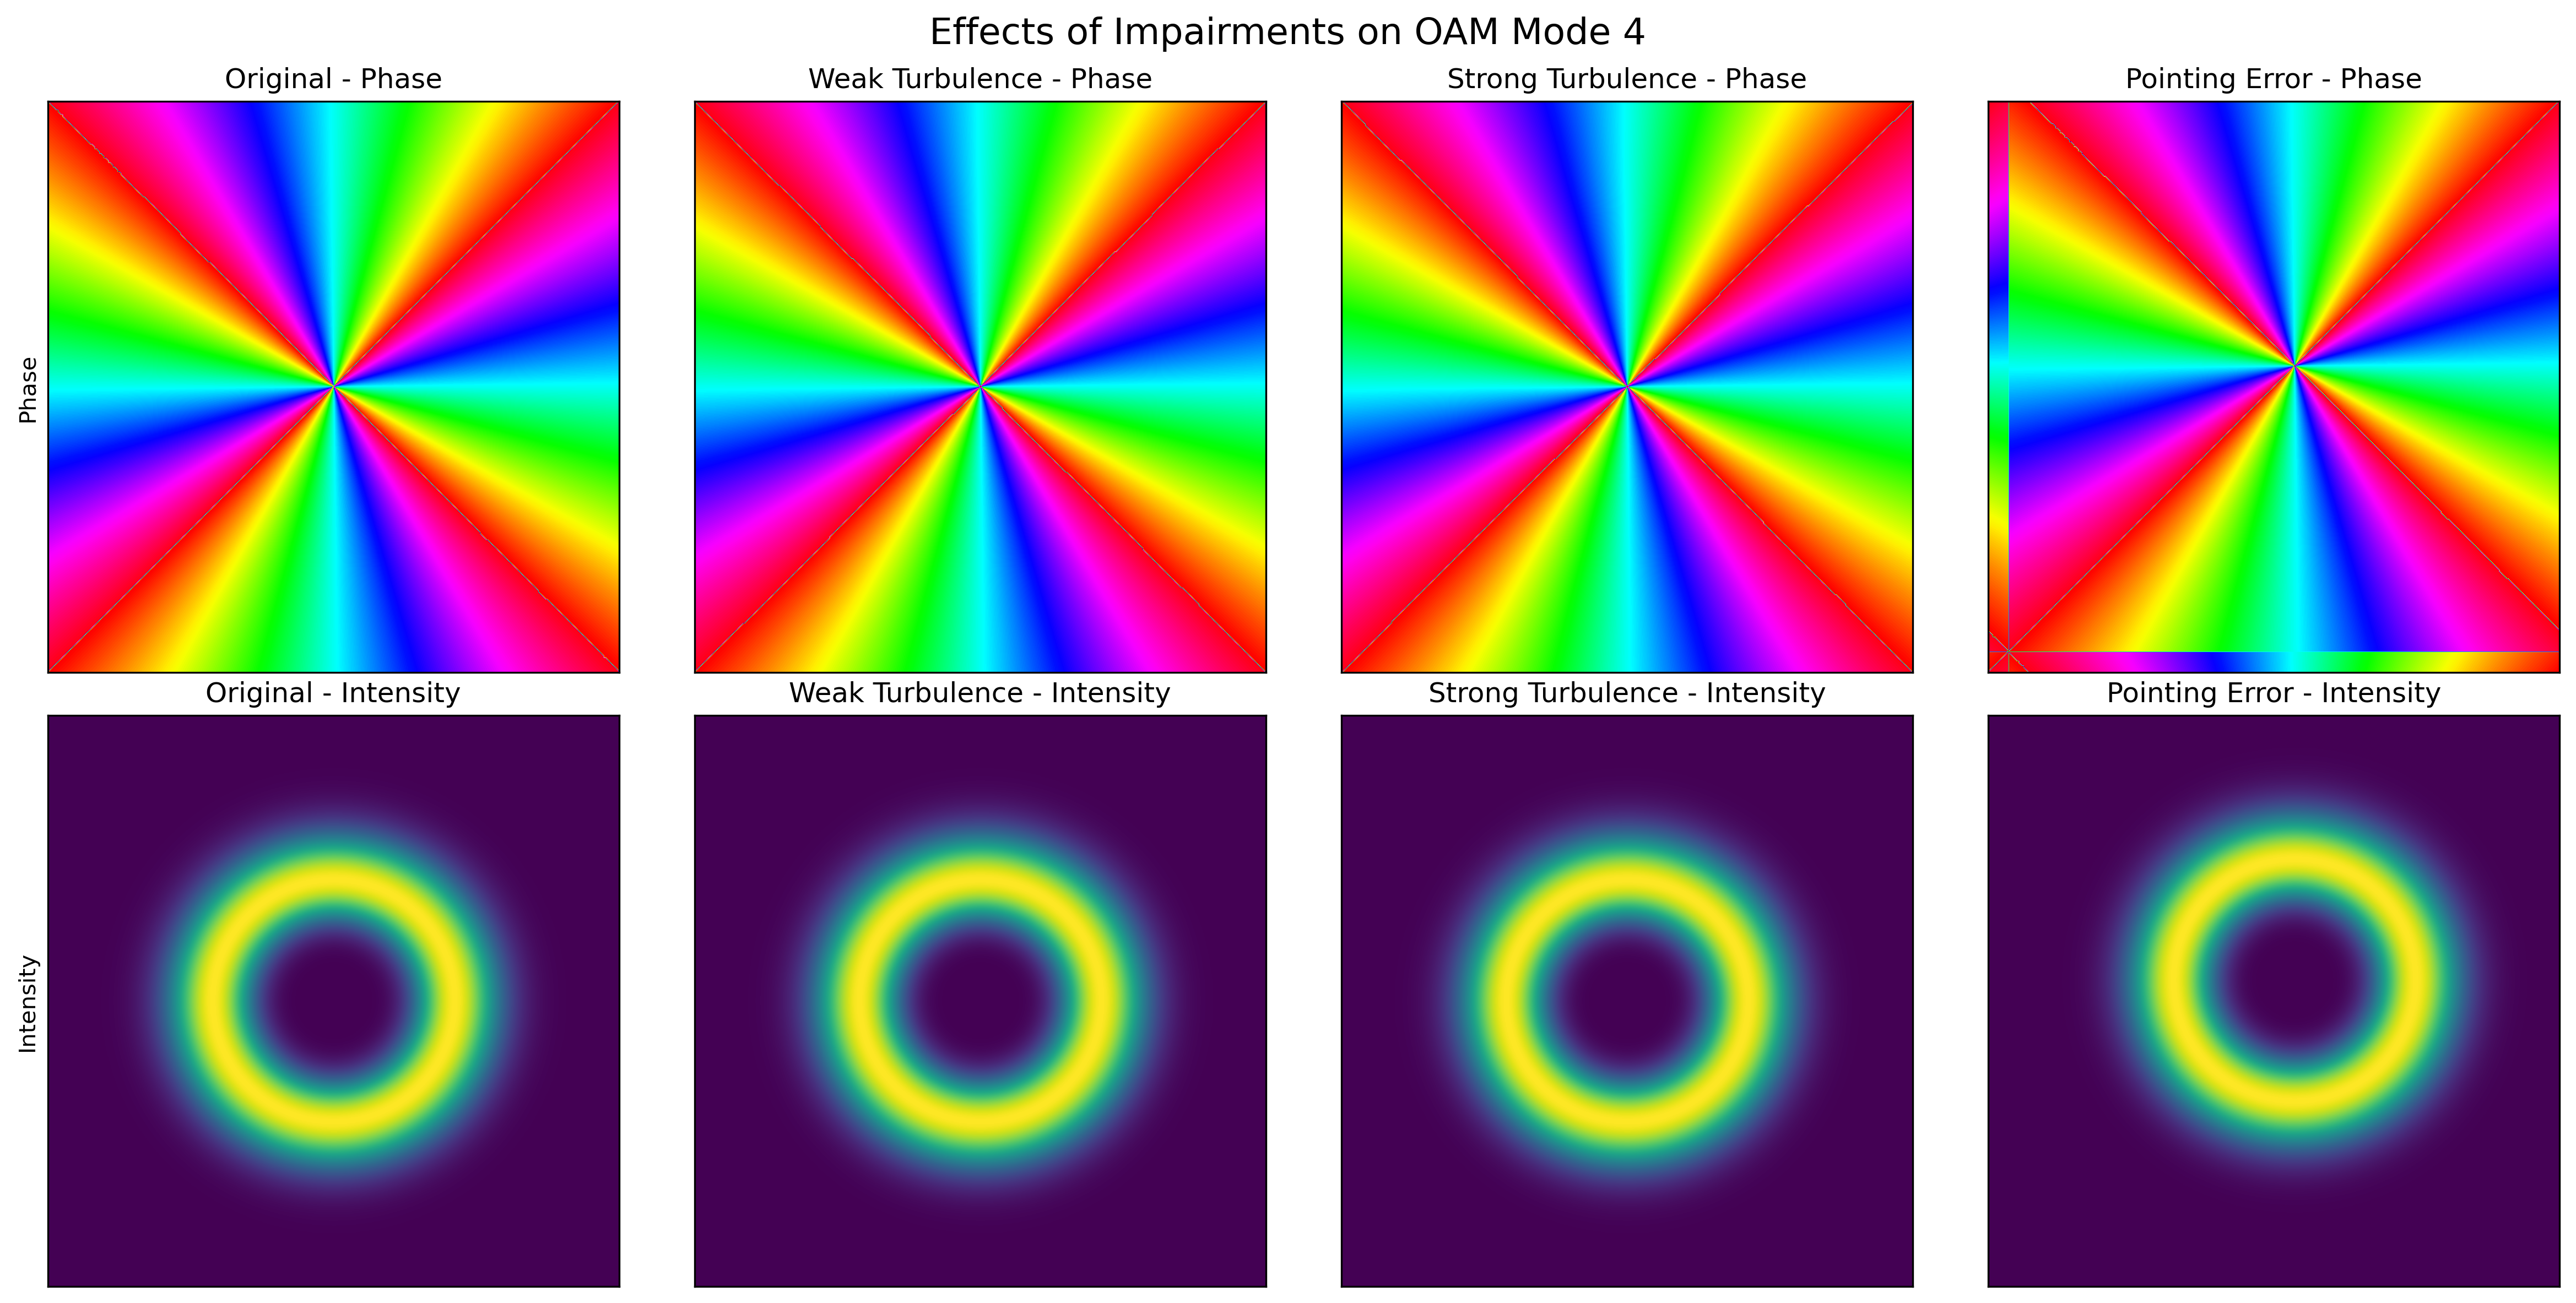 Effects of Impairments on OAM Mode 4
Original - Phase
Weak Turbulence - Phase
Strong Turbulence - Phase
Pointing Error - Phase
Phase
Original - Intensity
Weak Turbulence - Intensity
Strong Turbulence - Intensity
Pointing Error - Intensity
Intensity